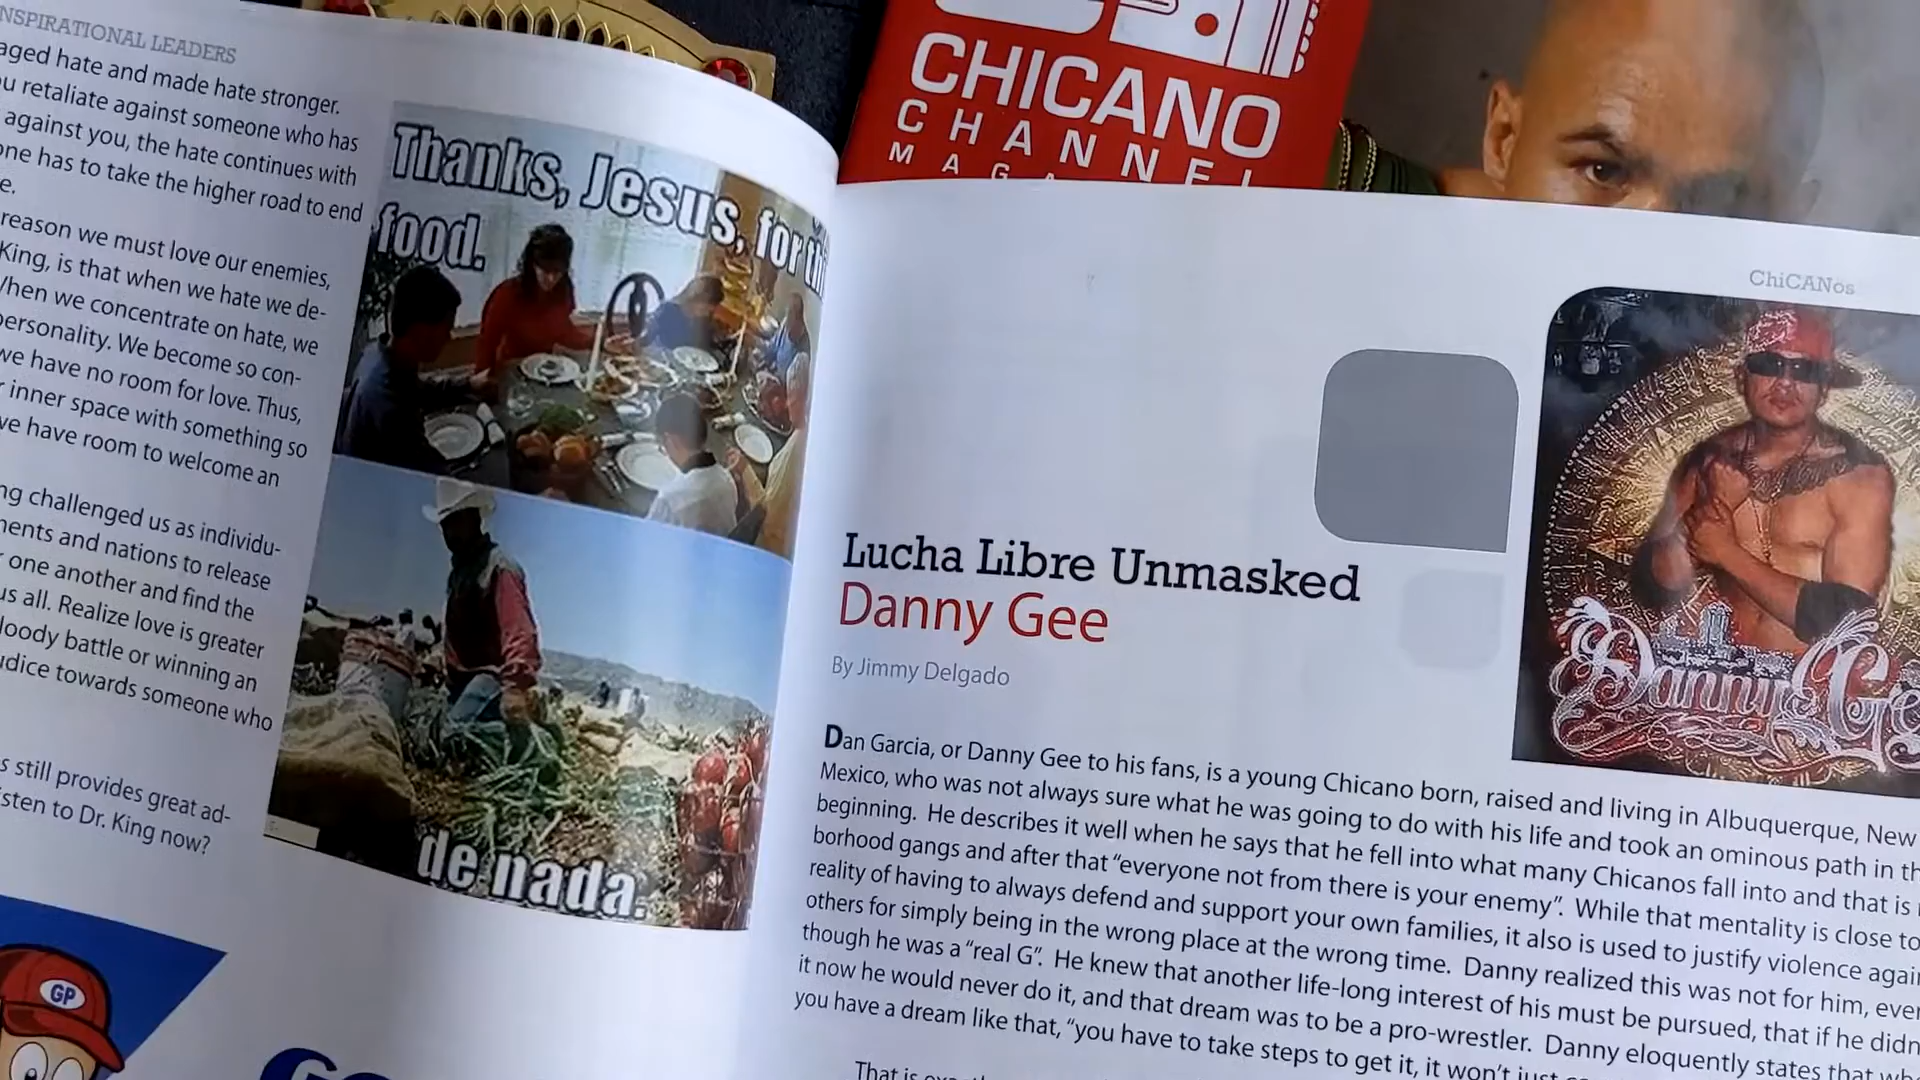 INSPIRATIONAL LEADERS
aged hate and made hate stronger.
u retaliate against someone who has
against you, the hate continues with
one has to take the higher road to end
e.
reason we must love our enemies,
King, is that when we hate we de-
When we concentrate on hate, we
personality. We become so con-
we have no room for love. Thus,
r inner space with something so
we have room to welcome an
ng challenged us as individu-
ments and nations to release
r one another and find the
us all. Realize love is greater
loody battle or winning an
udice towards someone who
s still provides great ad-
isten to Dr. King now?
Thanks, Jesus, for th
food.
de nada.
GP
CHICANO
CHANNEL
MAGA
ChiCANos
Danny Gee
Lucha Libre Unmasked
Danny Gee
By Jimmy Delgado
Dan Garcia, or Danny Gee to his fans, is a young Chicano born, raised and living in Albuquerque, New
Mexico, who was not always sure what he was going to do with his life and took an ominous path in th
beginning. He describes it well when he says that he fell into what many Chicanos fall into and that is
borhood gangs and after that “everyone not from there is your enemy”. While that mentality is close to
reality of having to always defend and support your own families, it also is used to justify violence again
others for simply being in the wrong place at the wrong time. Danny realized this was not for him, even
though he was a “real G”. He knew that another life-long interest of his must be pursued, that if he didn
it now he would never do it, and that dream was to be a pro-wrestler. Danny eloquently states that wh
you have a dream like that, “you have to take steps to get it, it won’t just
That is